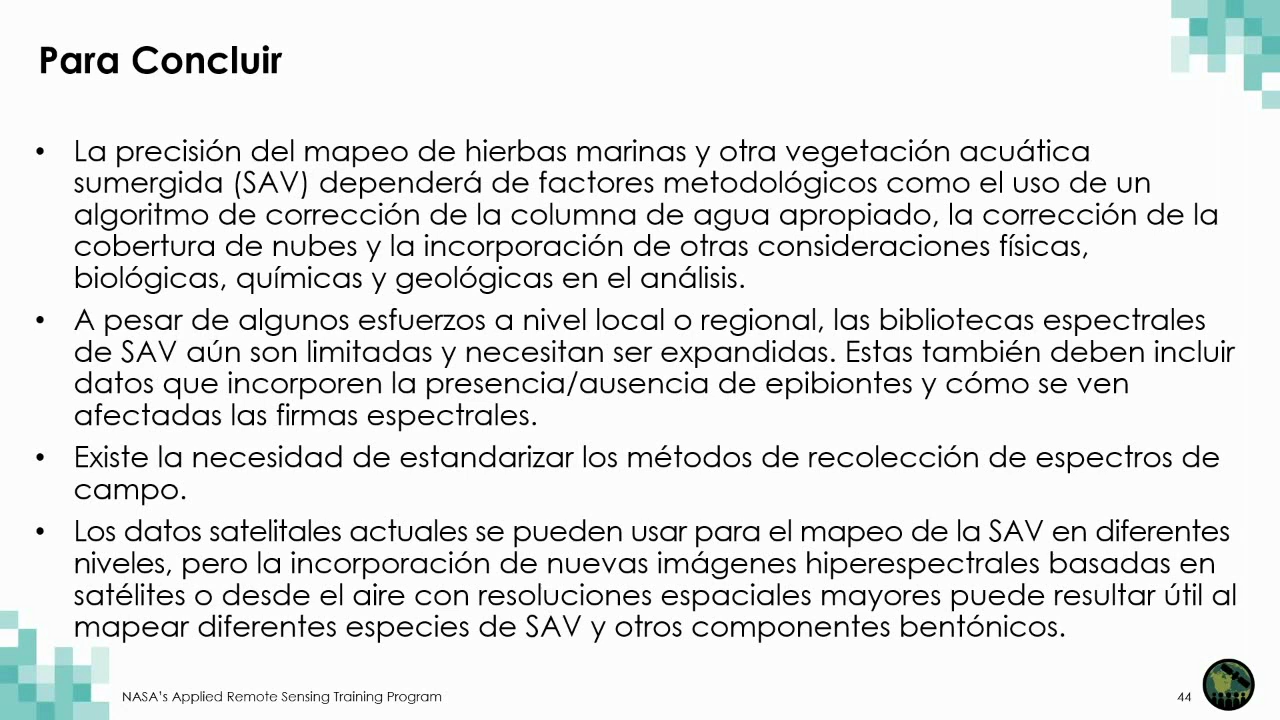 Para Concluir
• La precisión del mapeo de hierbas marinas y otra vegetación acuática
sumergida (SAV) dependerá de factores metodológicos como el uso de un
algoritmo de corrección de la columna de agua apropiado, la corrección de la
cobertura de nubes y la incorporación de otras consideraciones físicas,
biológicas, químicas y geológicas en el análisis.
• A pesar de algunos esfuerzos a nivel local o regional, las bibliotecas espectrales
de SAV aún son limitadas y necesitan ser expandidas. Estas también deben incluir
datos que incorporen la presencia/ausencia de epibiontes y cómo se ven
afectadas las firmas espectrales.
• Existe la necesidad de estandarizar los métodos de recolección de espectros de
campo.
• Los datos satelitales actuales se pueden usar para el mapeo de la SAV en diferentes
niveles, pero la incorporación de nuevas imágenes hiperespectrales basadas en
satélites o desde el aire con resoluciones espaciales mayores puede resultar útil al
mapear diferentes especies de SAV y otros componentes bentónicos.
NASA's Applied Remote Sensing Training Program
44